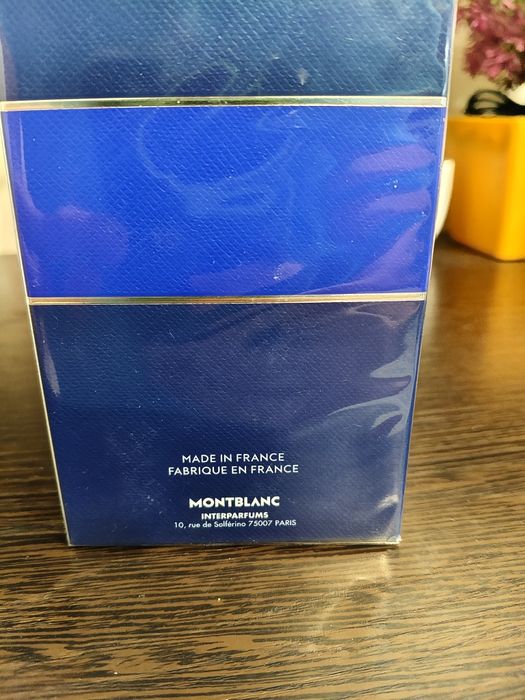 MADE IN FRANCE
FABRIQUE EN FRANCE
MONTBLANC
INTERPARFUMS
10, rue de Solférino 75007 PARIS